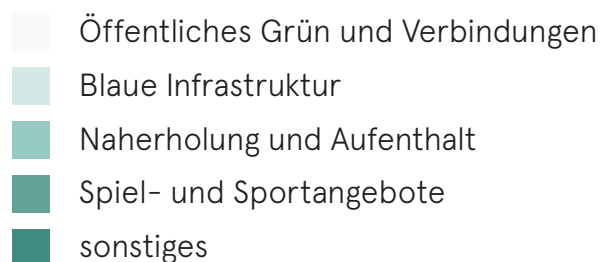 Öffentliches Grün und Verbindungen
Blaue Infrastruktur
Naherholung und Aufenthalt
Spiel- und Sportangebote
sonstiges